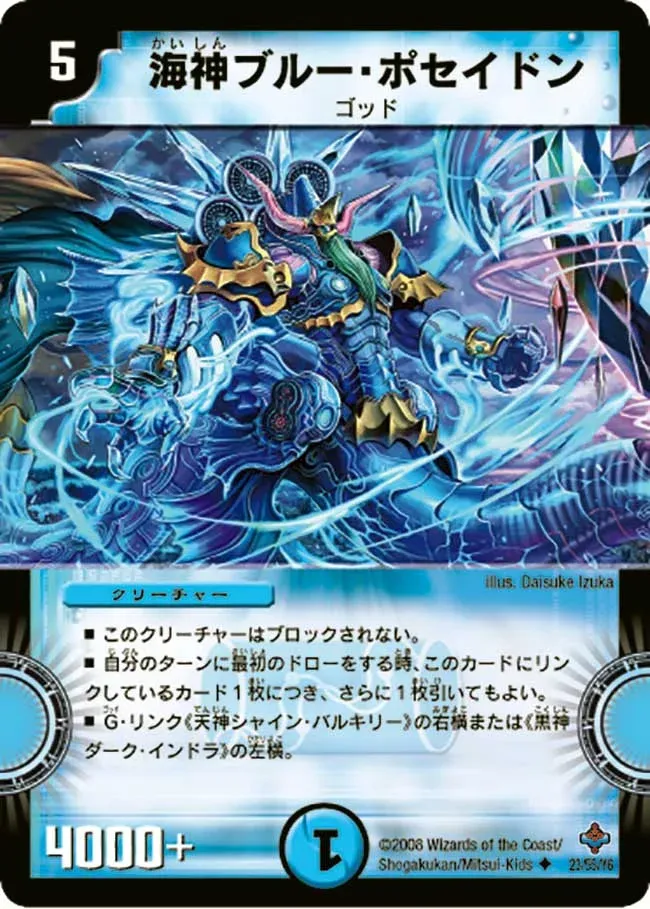 5
かいしん
海神ブルー・ポセイドン
ゴッド
illus. Daisuke Izuka
クリーチャー
■ このクリーチャーはブロックされない。
■ 自分のターンに最初のドローをする時、このカードにリン
クしているカード1枚につき、さらに1枚引いてもよい。
■ G・リンク《天神シャイン・バルキリー》の右横または《黒神
ダーク・インドラ》の左横。
4000+
1
©2008 Wizards of the Coast/
Shogakukan/Mitsui-Kids ◆
23/55/Y6